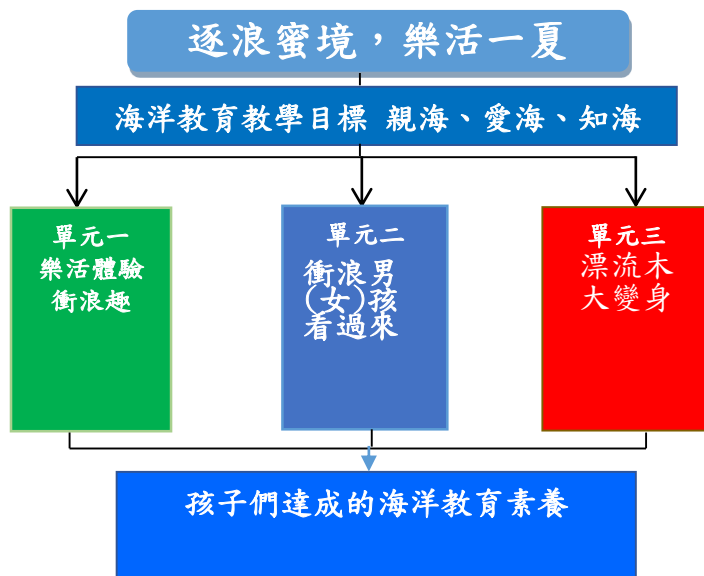 逐浪蜜境，樂活一夏
海洋教育教學目標 親海、愛海、知海
單元一
樂活體驗
衝浪趣
單元二
衝浪男
(女)孩
看過來
單元三
漂流木
大變身
孩子們達成的海洋教育素養